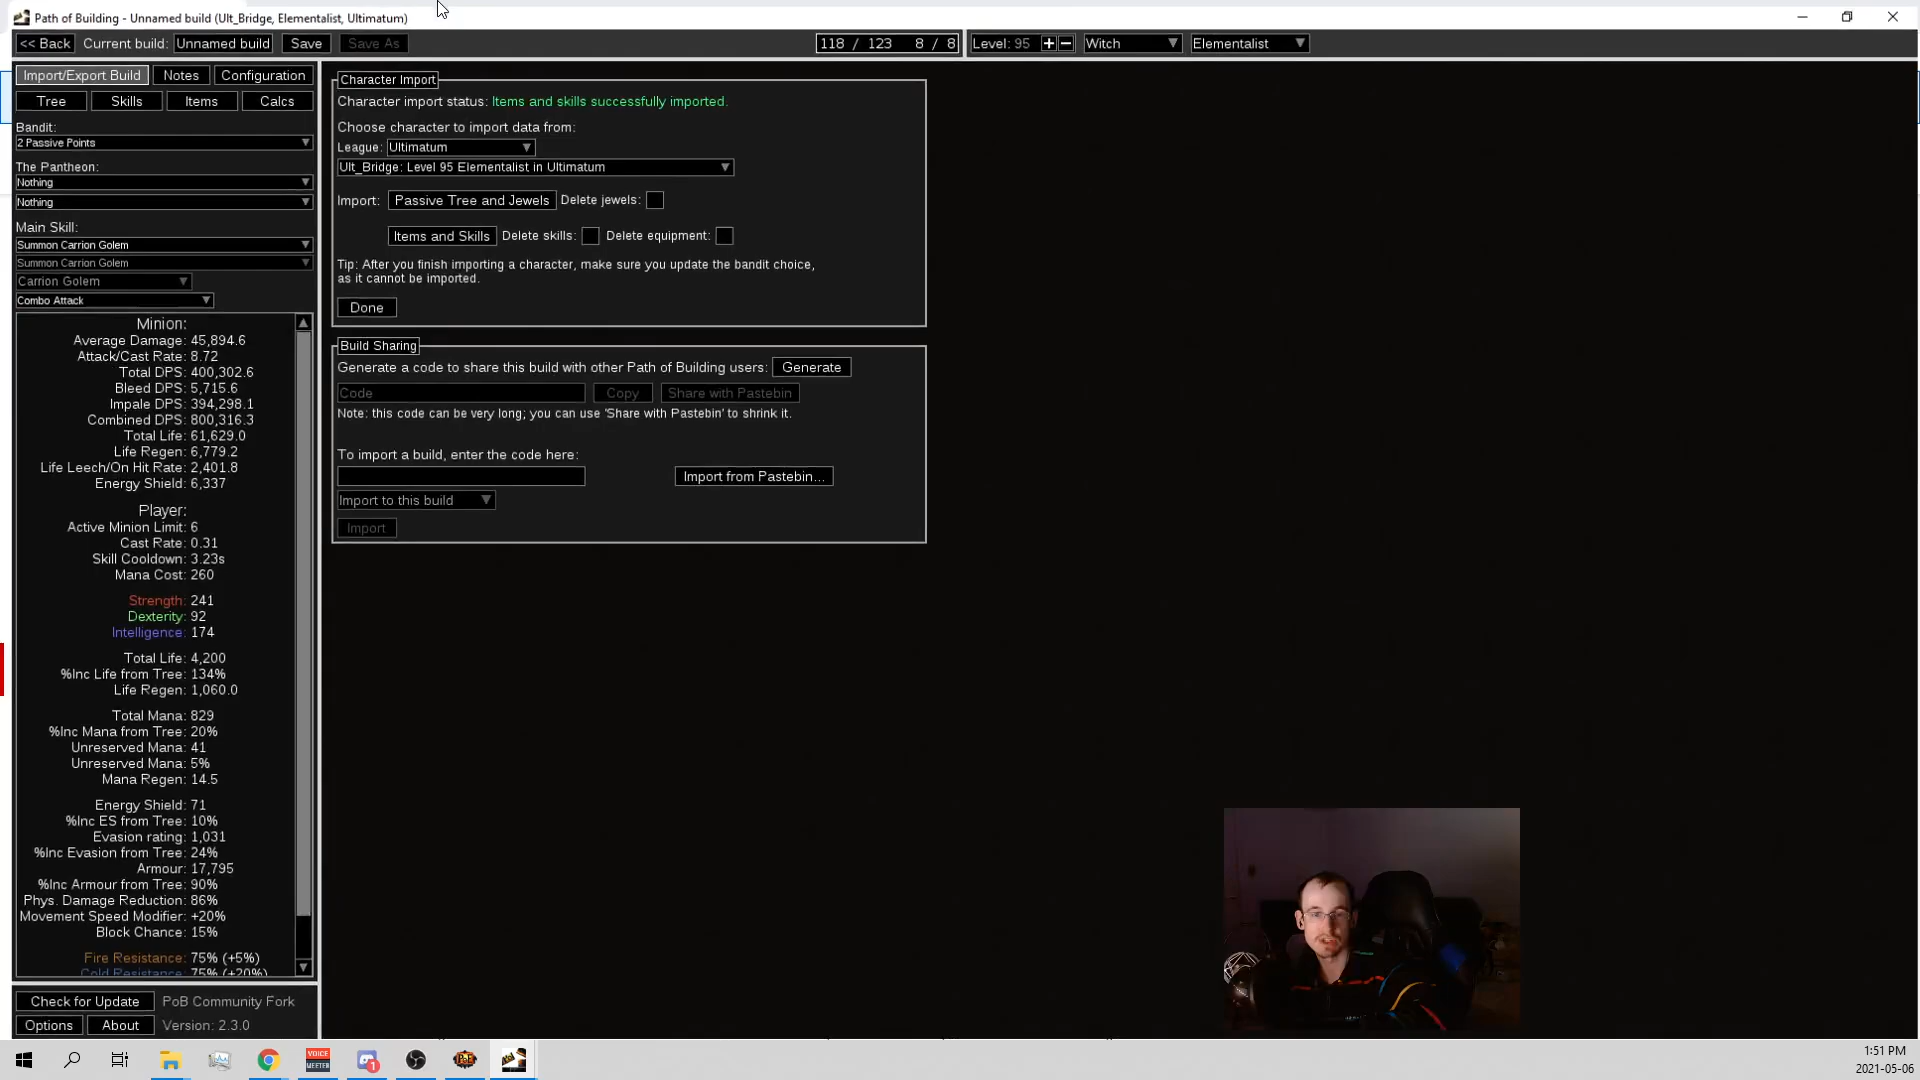 Path of Building - Unnamed build (Ult_Bridge, Elementalist, Ultimatum)
<< Back Current build: Unnamed build Save Save As 118 / 123 8 / 8 Level: 95 + - Witch Elementalist
Import/Export Build Notes Configuration
Tree Skills Items Calcs
Bandit:
2 Passive Points
The Pantheon:
Nothing
Nothing
Main Skill:
Summon Carrion Golem
Summon Carrion Golem
Carrion Golem
Combo Attack
Minion:
Average Damage: 45,894.6
Attack/Cast Rate: 8.72
Total DPS: 400,302.6
Bleed DPS: 5,715.6
Impale DPS: 394,298.1
Combined DPS: 800,316.3
Total Life: 61,629.0
Life Regen: 6,779.2
Life Leech/On Hit Rate: 2,401.8
Energy Shield: 6,337
Player:
Active Minion Limit: 6
Cast Rate: 0.31
Skill Cooldown: 3.23s
Mana Cost: 260
Strength: 241
Dexterity: 92
Intelligence: 174
Total Life: 4,200
%Inc Life from Tree: 134%
Life Regen: 1,060.0
Total Mana: 829
%Inc Mana from Tree: 20%
Unreserved Mana: 41
Unreserved Mana: 5%
Mana Regen: 14.5
Energy Shield: 71
%Inc ES from Tree: 10%
Evasion rating: 1,031
%Inc Evasion from Tree: 24%
Armour: 17,795
%Inc Armour from Tree: 90%
Phys. Damage Reduction: 86%
Movement Speed Modifier: +20%
Block Chance: 15%
Fire Resistance: 75% (+5%)
Cold Resistance: 75% (+20%)
Check for Update PoB Community Fork
Options About Version: 2.3.0
Character Import
Character import status: Items and skills successfully imported.
Choose character to import data from:
League: Ultimatum
Ult_Bridge: Level 95 Elementalist in Ultimatum
Import: Passive Tree and Jewels Delete jewels:
Items and Skills Delete skills: Delete equipment:
Tip: After you finish importing a character, make sure you update the bandit choice,
as it cannot be imported.
Done
Build Sharing
Generate a code to share this build with other Path of Building users: Generate
Code Copy Share with Pastebin
Note: this code can be very long; you can use 'Share with Pastebin' to shrink it.
To import a build, enter the code here:
Import from Pastebin...
Import to this build
Import
VOICE
MEETER
1
PoE
1:51 PM
2021-05-06